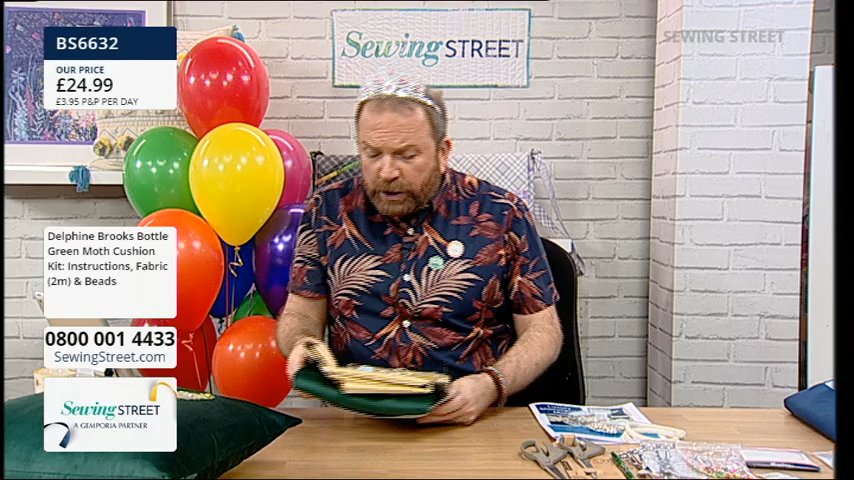 BS6632
OUR PRICE
£24.99
£3.95 P&P PER DAY
Delphine Brooks Bottle
Green Moth Cushion
Kit: Instructions, Fabric
(2m) & Beads
0800 001 4433
SewingStreet.com
Sewing STREET
A GEMPORIA PARTNER
Sewing STREET
SEWING STREET